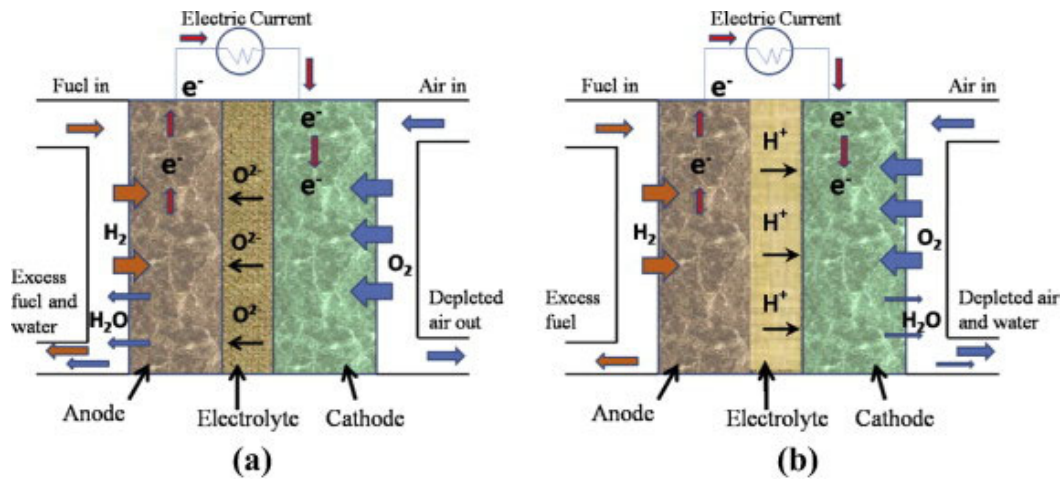 Electric Current
Fuel in
e⁻
Air in
e⁻
e⁻
O²⁻
e⁻
H₂
O²⁻
O₂
Excess
fuel and
water
H₂O
O²⁻
Depleted
air out
Anode
Electrolyte
Cathode
(a)
Electric Current
Fuel in
e⁻
Air in
H⁺
e⁻
e⁻
e⁻
H₂
H⁺
O₂
Excess
fuel
H⁺
H₂O
Depleted air
and water
Anode
Electrolyte
Cathode
(b)